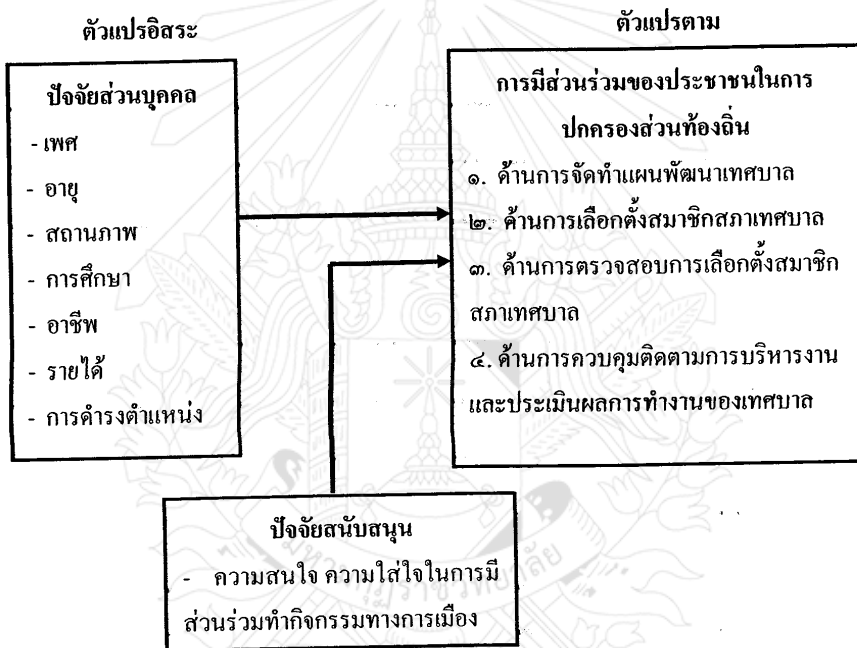 ตัวแปรอิสระ
ตัวแปรตาม
ปัจจัยส่วนบุคคล
- เพศ
- อายุ
- สถานภาพ
- การศึกษา
- อาชีพ
- รายได้
- การดำรงตำแหน่ง
การมีส่วนร่วมของประชาชนในการ
ปกครองส่วนท้องถิ่น
๑. ด้านการจัดทำแผนพัฒนาเทศบาล
๒. ด้านการเลือกตั้งสมาชิกสภาเทศบาล
๓. ด้านการตรวจสอบการเลือกตั้งสมาชิก
สภาเทศบาล
๔. ด้านการควบคุมติดตามการบริหารงาน
และประเมินผลการทำงานของเทศบาล
ปัจจัยสนับสนุน
- ความสนใจ ความใส่ใจในการมี
ส่วนร่วมทำกิจกรรมทางการเมือง